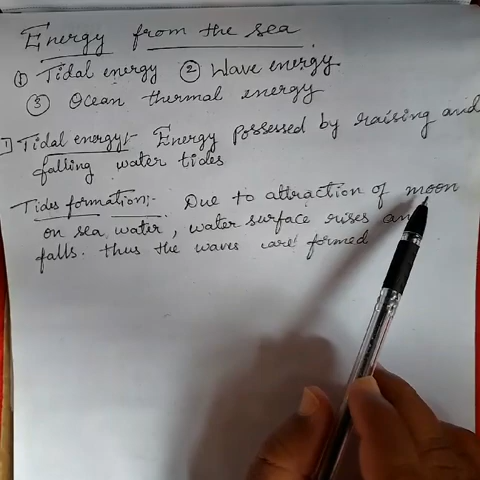 Energy from the sea
① Tidal energy ② Wave energy
③ Ocean thermal energy
1) Tidal energy:- Energy possessed by raising and
falling water tides
Tides formation:- Due to attraction of moon
on sea water, water surface rises an
falls. thus the waves are formed